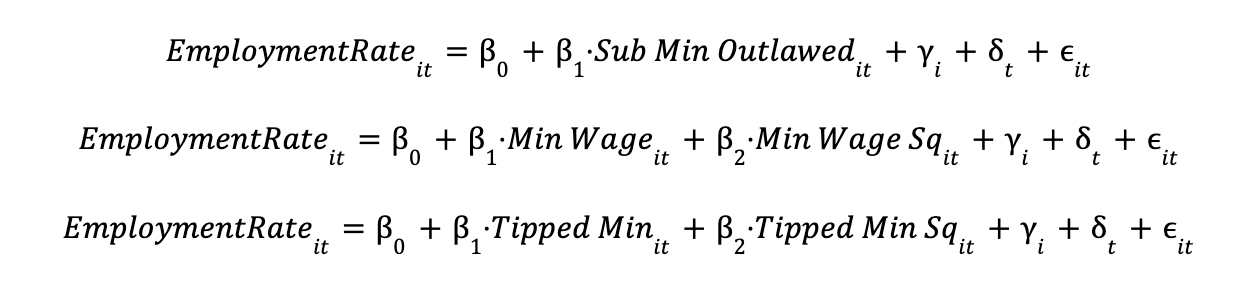 EmploymentRate_it = β_0 + β_1·Sub Min Outlawed_it + γ_i + δ_t + ϵ_it
EmploymentRate_it = β_0 + β_1·Min Wage_it + β_2·Min Wage Sq_it + γ_i + δ_t + ϵ_it
EmploymentRate_it = β_0 + β_1·Tipped Min_it + β_2·Tipped Min Sq_it + γ_i + δ_t + ϵ_it